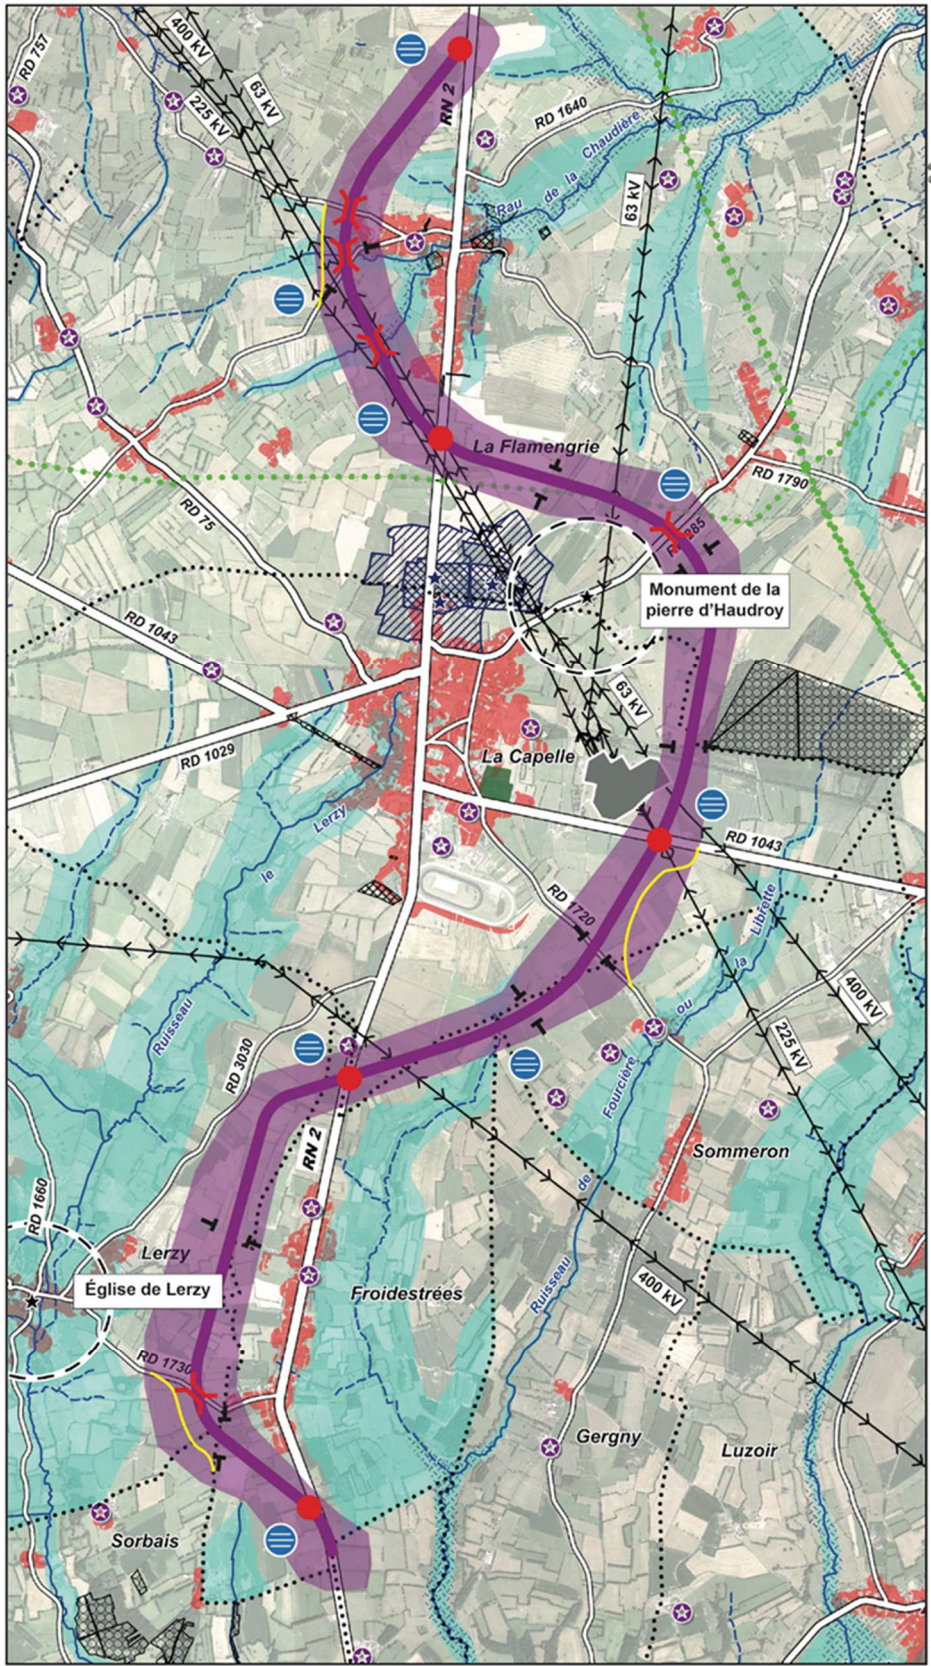 RD 757
400 kV
225 kV
63 kV
RN 2
RD 1640
Rau de la Chaudière
63 kV
La Flamengrie
RD 1790
RD 75
285
Monument de la
pierre d'Haudroy
RD 1043
63 kV
RD 1029
La Capelle
le Lerzy
RD 1043
RD 1720
ou la Librette
Ruisseau
400 kV
225 kV
RD 3030
Fourcière
RN 2
de
Sommeron
RD 1660
Lerzy
Église de Lerzy
Froidestrées
Ruisseau
400 kV
RD 1730
Gergny
Luzoir
Sorbais